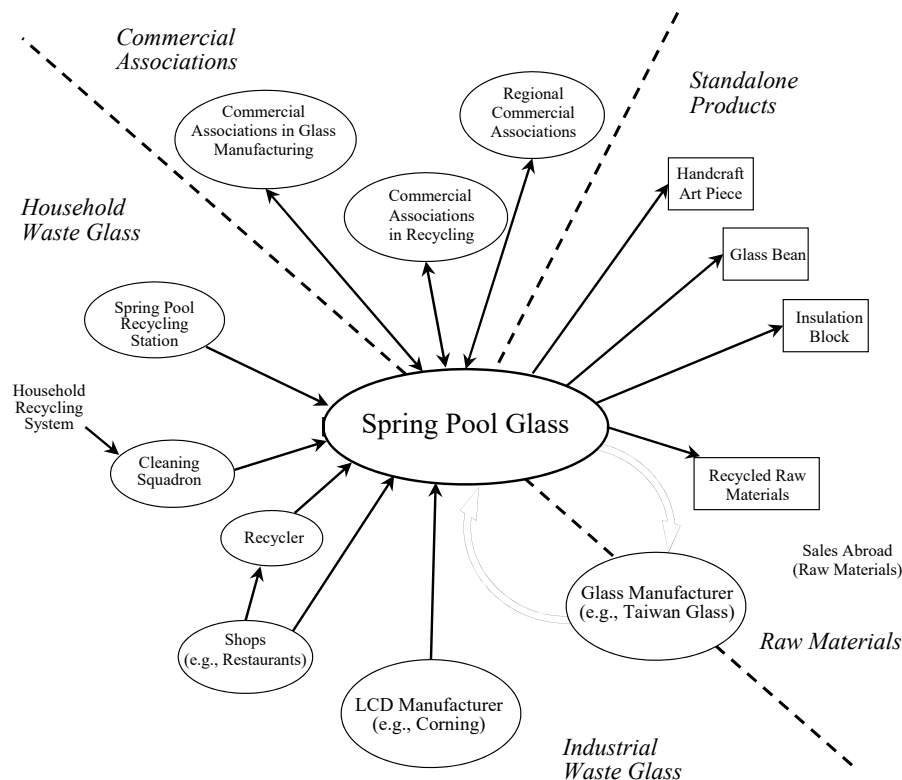 Commercial
Associations
Standalone
Products
Commercial
Associations in Glass
Manufacturing
Regional
Commercial
Associations
Handcraft
Art Piece
Household
Waste Glass
Commercial
Associations
in Recycling
Glass Bean
Spring Pool
Recycling
Station
Insulation
Block
Household
Recycling
System
Spring Pool Glass
Cleaning
Squadron
Recycled Raw
Materials
Recycler
Sales Abroad
(Raw Materials)
Glass Manufacturer
(e.g., Taiwan Glass)
Shops
(e.g., Restaurants)
Raw Materials
LCD Manufacturer
(e.g., Corning)
Industrial
Waste Glass